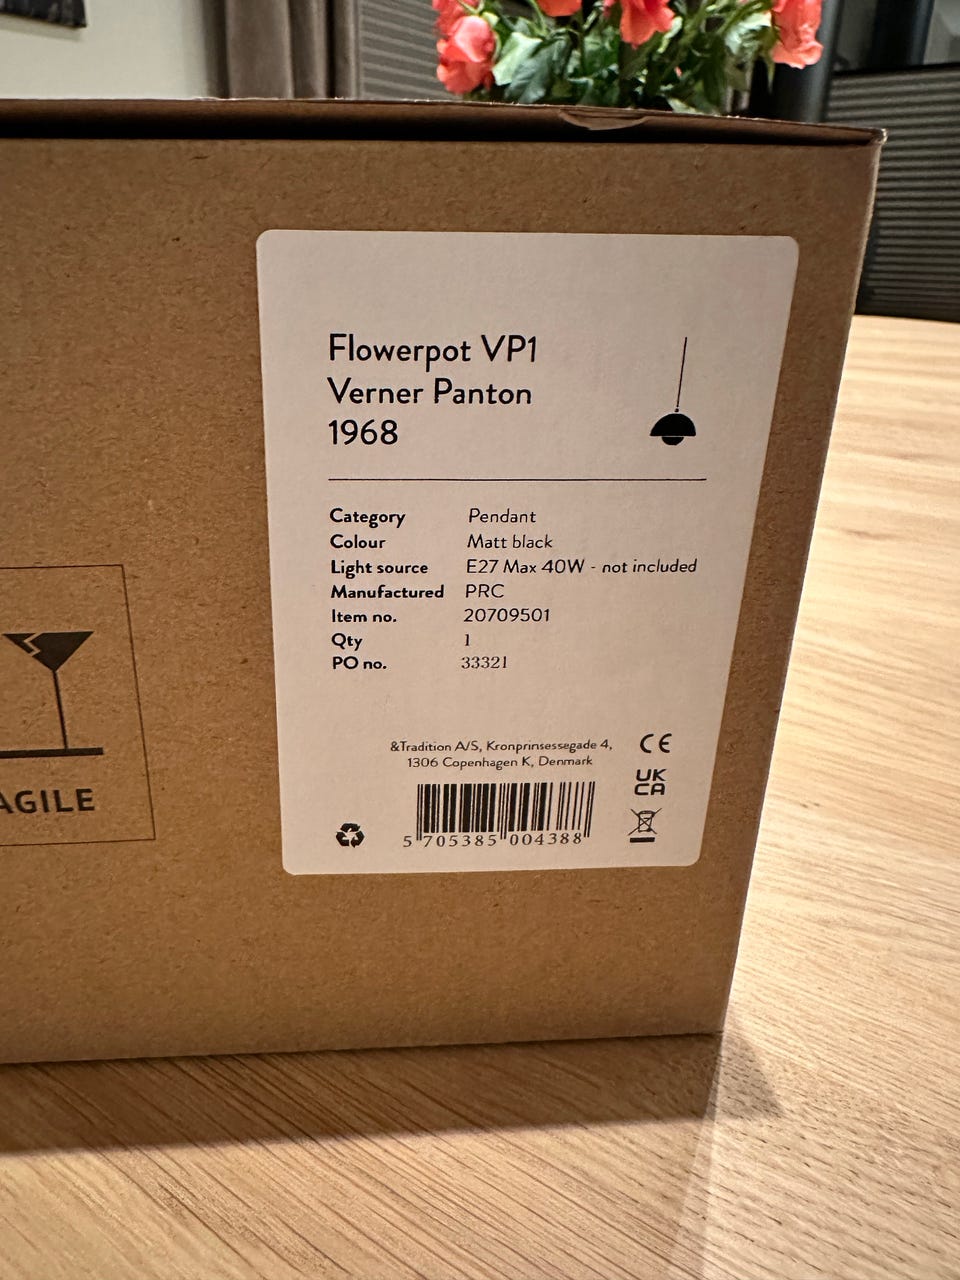 Flowerpot VP1
Verner Panton
1968
Category Pendant
Colour Matt black
Light source E27 Max 40W - not included
Manufactured PRC
Item no. 20709501
Qty 1
PO no. 33321
&Tradition A/S, Kronprinsessegade 4,
1306 Copenhagen K, Denmark
CE
UK
CA
5 705385 004388
AGILE